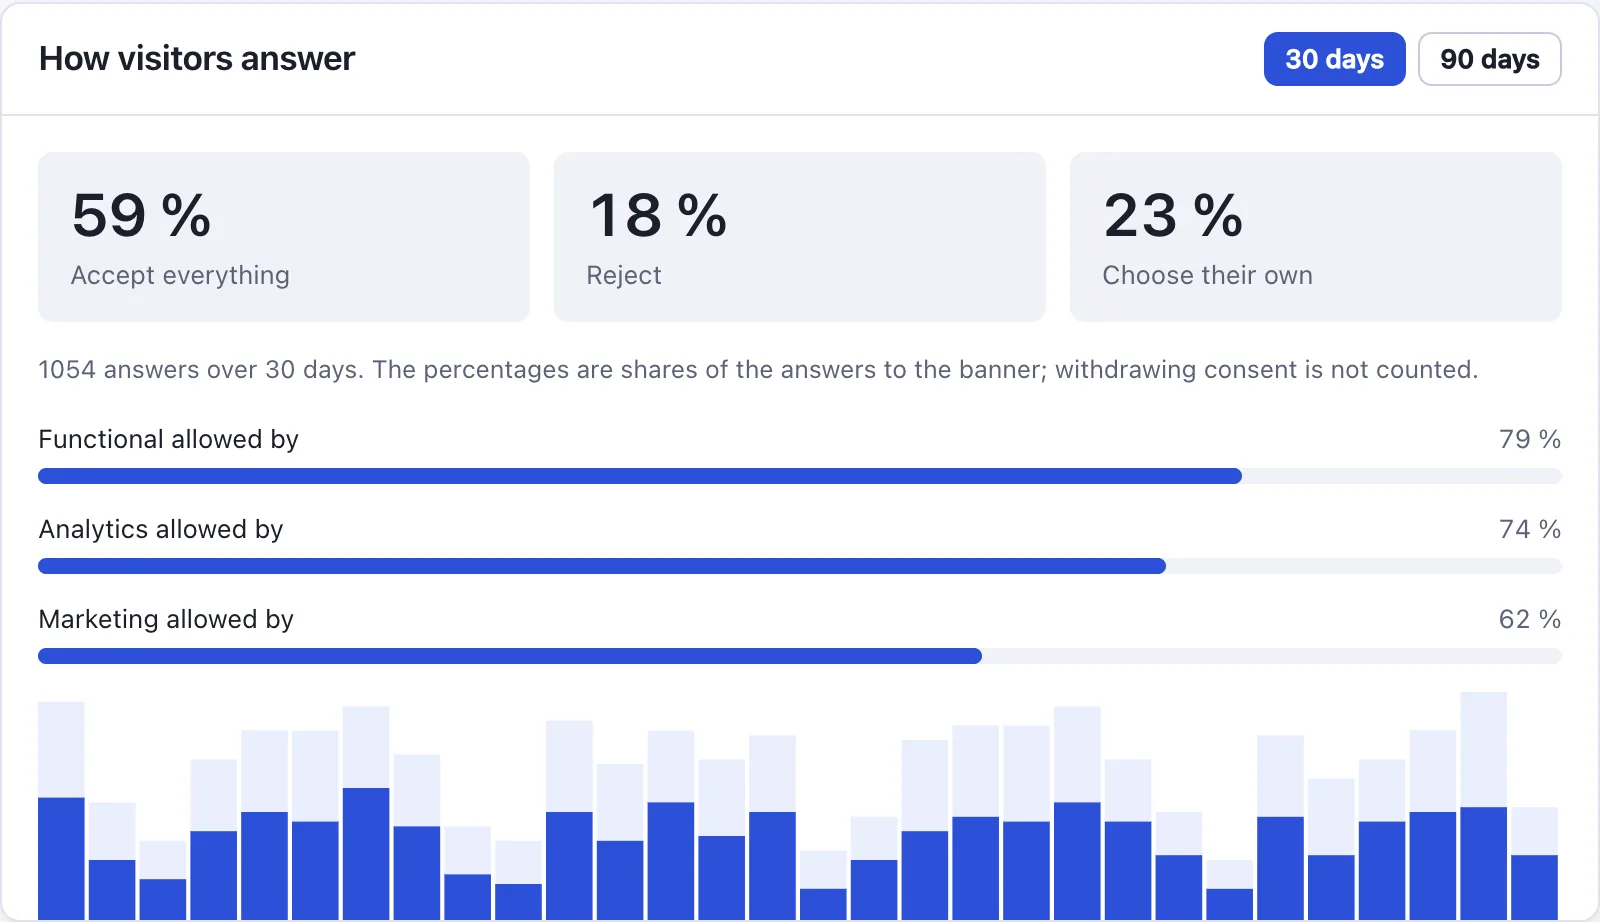 How visitors answer
30 days
90 days
59 %
Accept everything
18 %
Reject
23 %
Choose their own
1054 answers over 30 days. The percentages are shares of the answers to the banner; withdrawing consent is not counted.
Functional allowed by
79 %
Analytics allowed by
74 %
Marketing allowed by
62 %